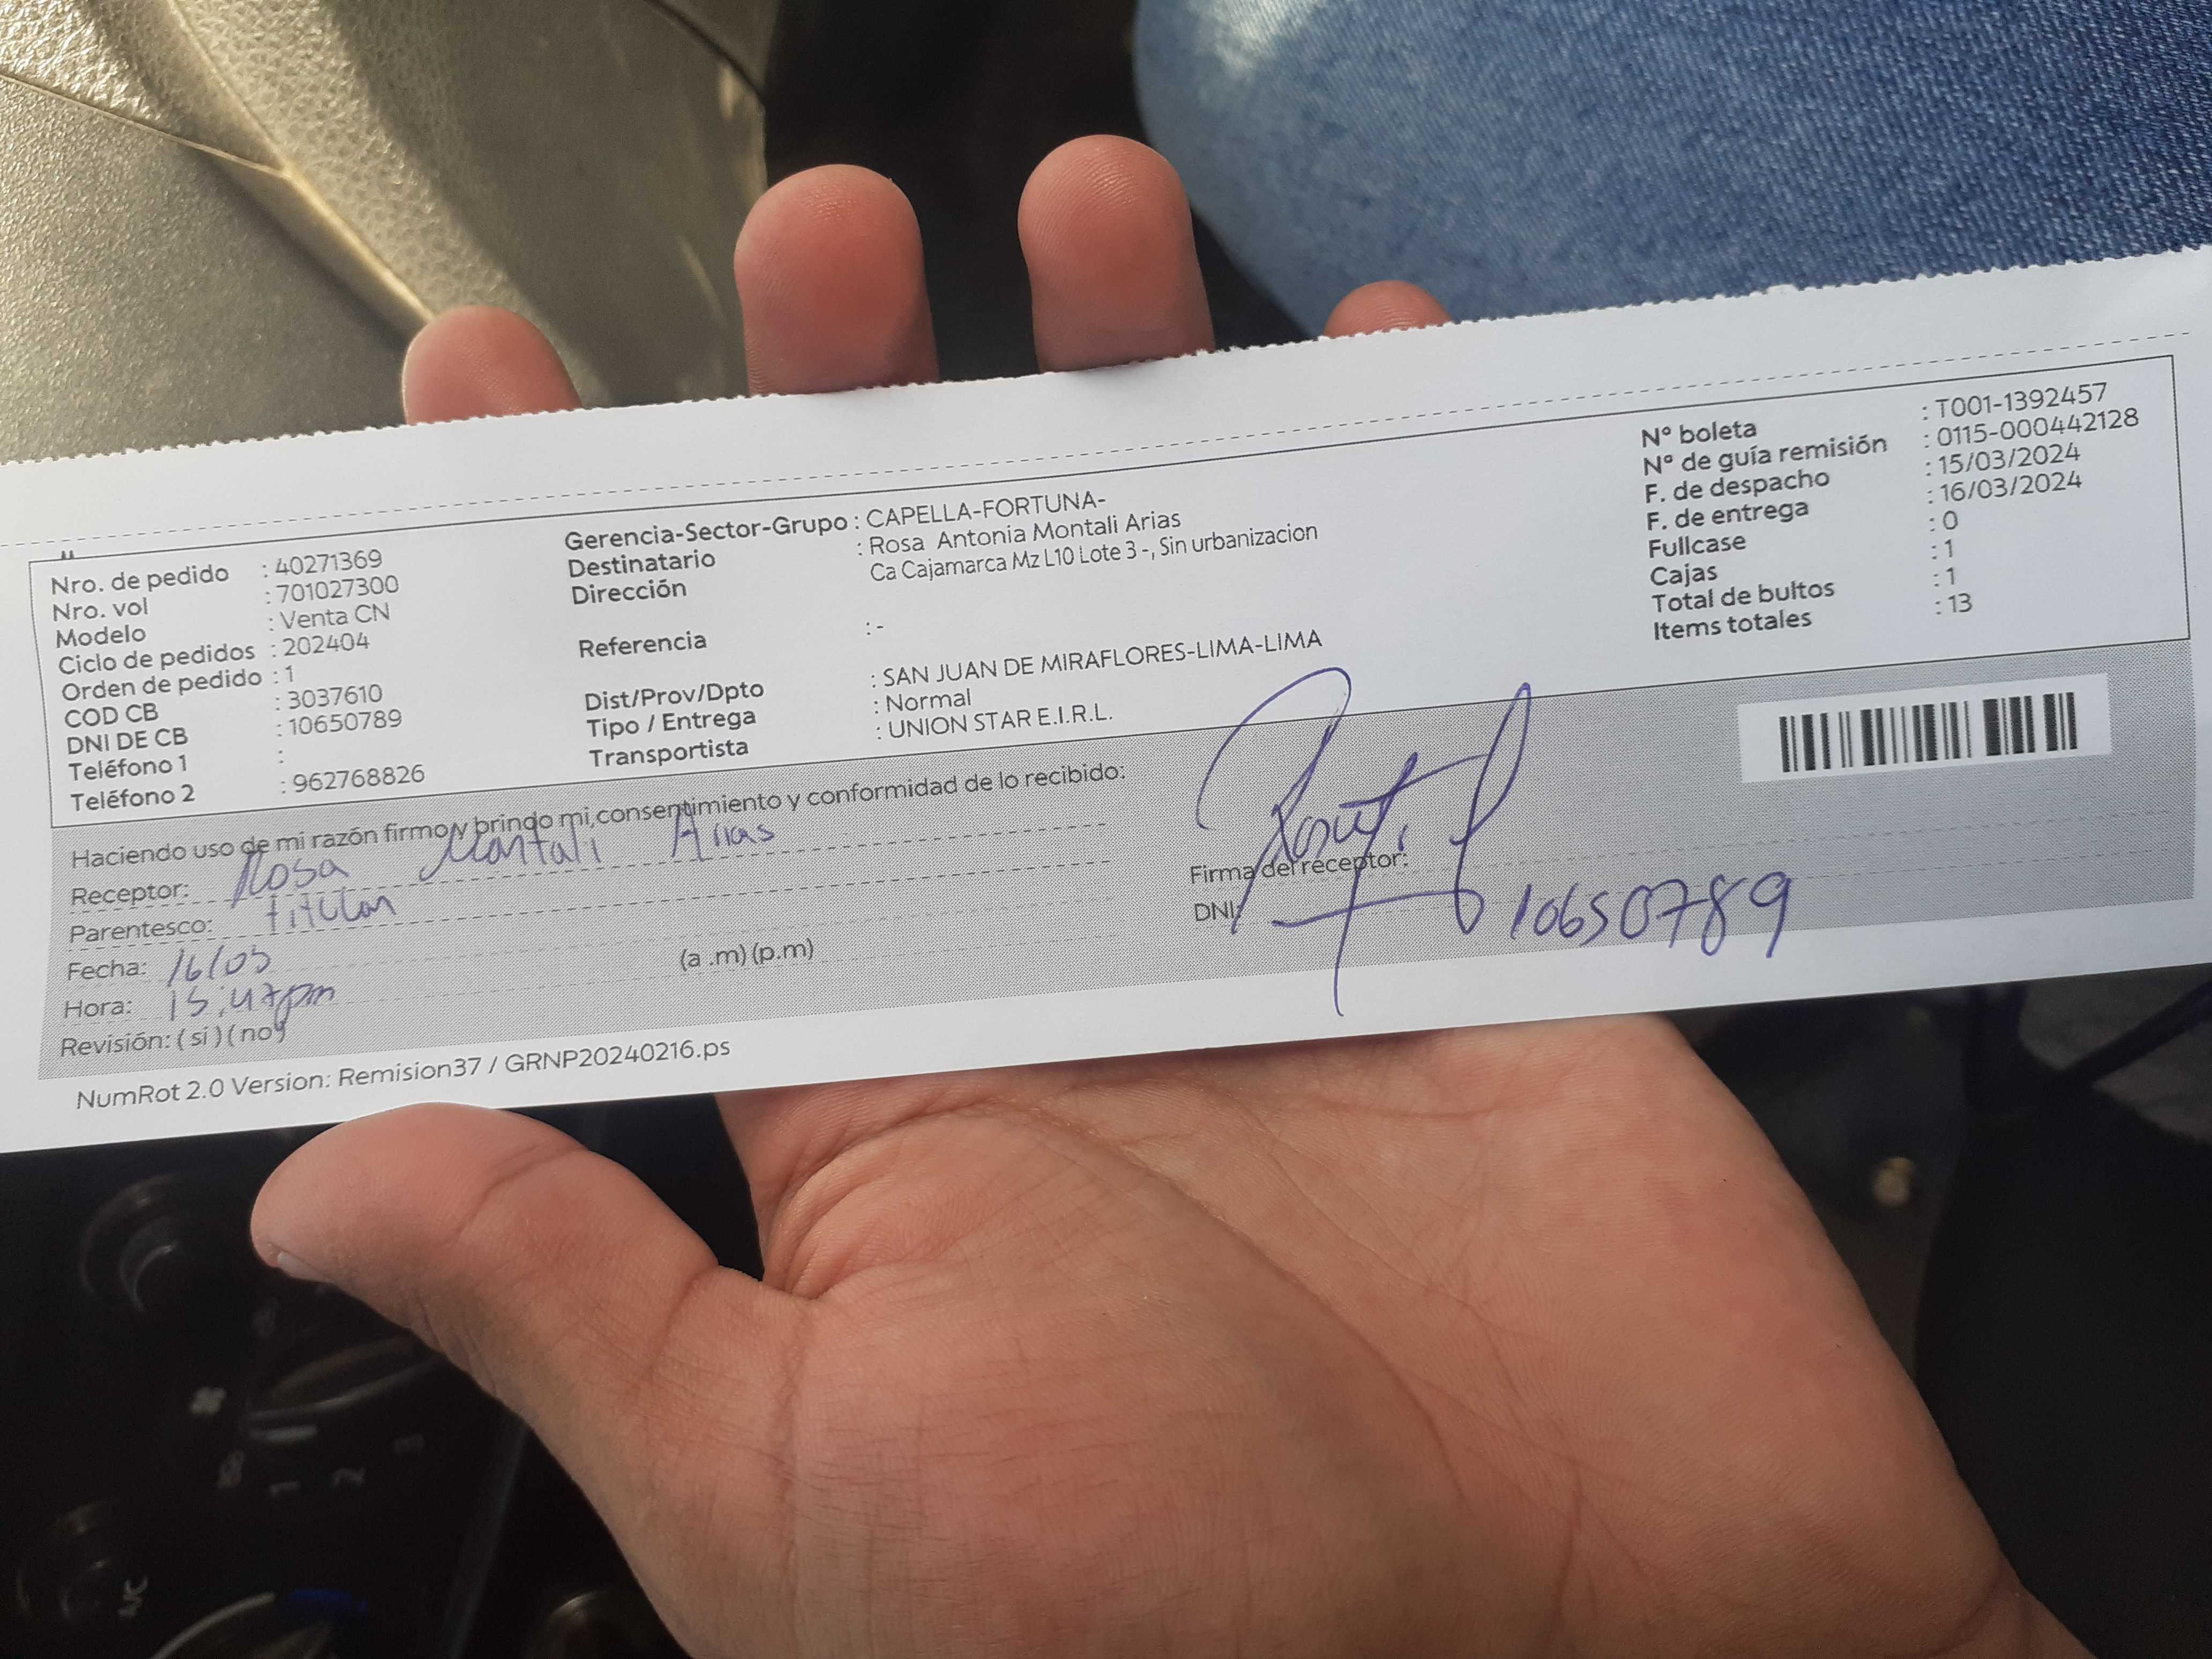 Nro. de pedido : 40271369
Nro. vol : 701027300
Modelo : Venta CN
Ciclo de pedidos : 202404
Orden de pedido : 1
COD CB : 3037610
DNI DE CB : 10650789
Teléfono 1 :
Teléfono 2 : 962768826
Gerencia-Sector-Grupo : CAPELLA-FORTUNA-
Destinatario : Rosa Antonia Montali Arias
Dirección Ca Cajamarca Mz L10 Lote 3 -, Sin urbanizacion
Referencia : -
Dist/Prov/Dpto : SAN JUAN DE MIRAFLORES-LIMA-LIMA
Tipo / Entrega : Normal
Transportista : UNION STAR E.I.R.L.
N° boleta : T001-1392457
N° de guía remisión : 0115-000442128
F. de despacho : 15/03/2024
F. de entrega : 16/03/2024
Fullcase : 0
Cajas : 1
Total de bultos : 1
Items totales : 13
Haciendo uso de mi razón firmo y brindo mi consentimiento y conformidad de lo recibido:
Receptor: Rosa Montali Arias
Parentesco: titular
Fecha: 16/03
Hora: 15:47pm (a .m) (p.m)
Revisión: ( si ) ( no )
Firma del receptor:
DNI: 10650789
NumRot 2.0 Version: Remision37 / GRNP20240216.ps
A/C
1
2
3